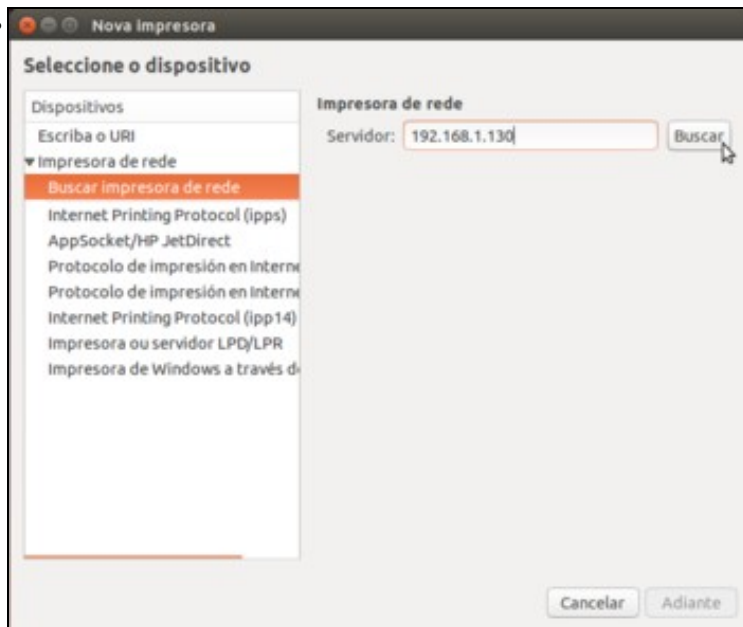 Nova impresora
Seleccione o dispositivo
Dispositivos
Escriba o URI
Impresora de rede
Buscar impresora de rede
Internet Printing Protocol (ipps)
AppSocket/HP JetDirect
Protocolo de impresión en Interne
Protocolo de impresión en Interne
Internet Printing Protocol (ipp14)
Impresora ou servidor LPD/LPR
Impresora de Windows a través d
Impresora de rede
Servidor: 192.168.1.130 Buscar
Cancelar Adiante